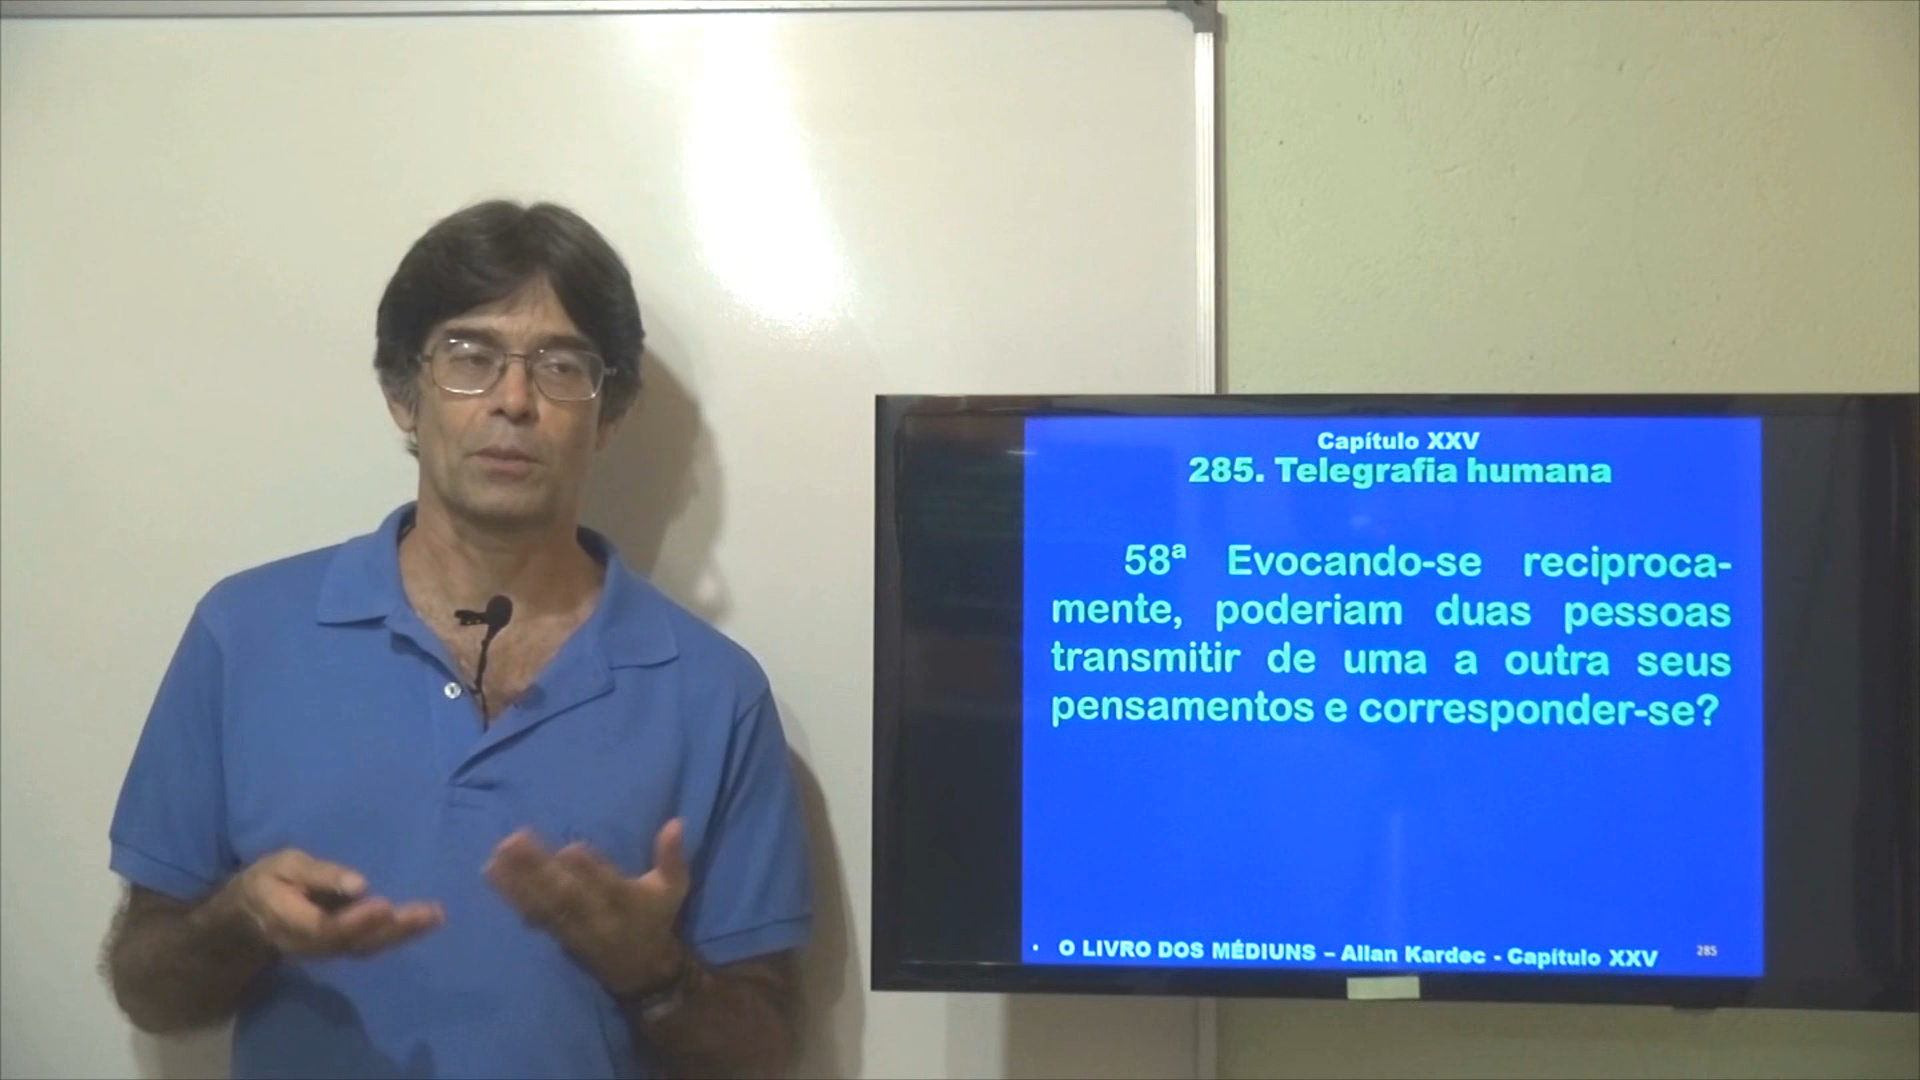 Capítulo XXV
285. Telegrafia humana
58ª Evocando-se reciproca-
mente, poderiam duas pessoas
transmitir de uma a outra seus
pensamentos e corresponder-se?
• O LIVRO DOS MÉDIUNS – Allan Kardec - Capítulo XXV
285